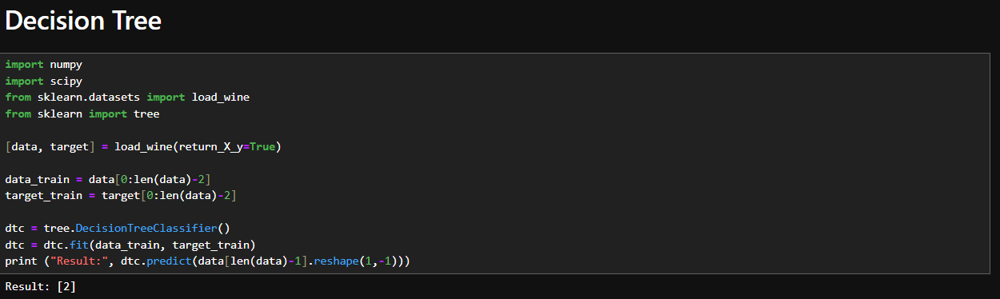 Decision Tree
import numpy
import scipy
from sklearn.datasets import load_wine
from sklearn import tree
[data, target] = load_wine(return_X_y=True)
data_train = data[0:len(data)-2]
target_train = target[0:len(data)-2]
dtc = tree.DecisionTreeClassifier()
dtc = dtc.fit(data_train, target_train)
print ("Result:", dtc.predict(data[len(data)-1].reshape(1,-1)))
Result: [2]